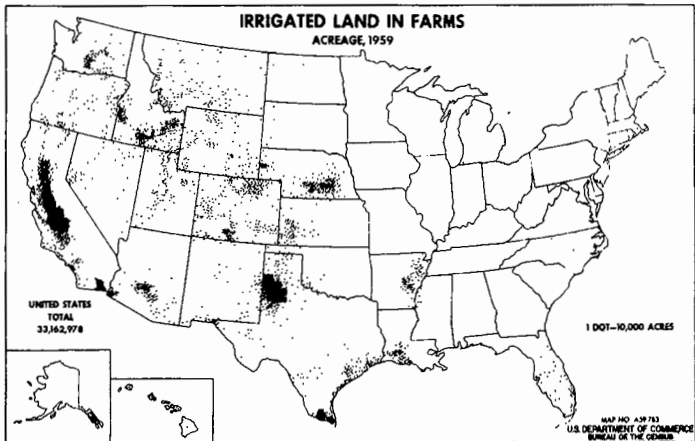 IRRIGATED LAND IN FARMS
ACREAGE, 1959
UNITED STATES
TOTAL
33,162,978
1 DOT—10,000 ACRES
MAP NO. A59-783
U.S. DEPARTMENT OF COMMERCE
BUREAU OF THE CENSUS